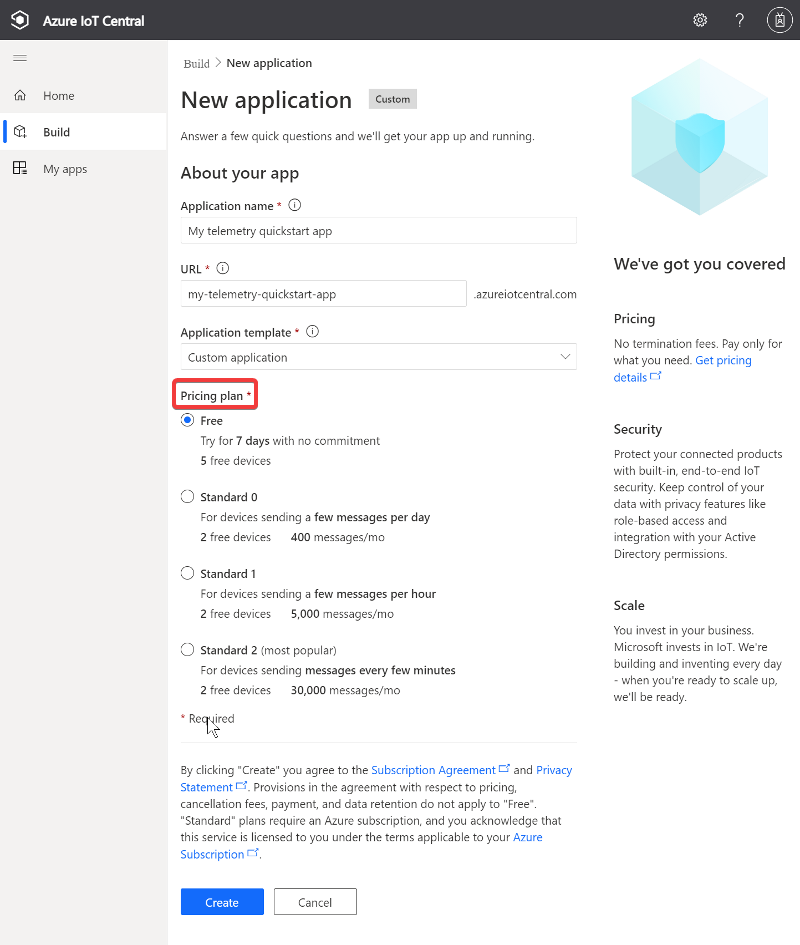 Azure IoT Central
?
Home
Build
My apps
Build > New application
New application Custom
Answer a few quick questions and we'll get your app up and running.
About your app
Application name *
My telemetry quickstart app
URL *
my-telemetry-quickstart-app .azureiotcentral.com
Application template *
Custom application
Pricing plan *
Free
Try for 7 days with no commitment
5 free devices
Standard 0
For devices sending a few messages per day
2 free devices 400 messages/mo
Standard 1
For devices sending a few messages per hour
2 free devices 5,000 messages/mo
Standard 2 (most popular)
For devices sending messages every few minutes
2 free devices 30,000 messages/mo
* Required
By clicking "Create" you agree to the Subscription Agreement and Privacy
Statement. Provisions in the agreement with respect to pricing,
cancellation fees, payment, and data retention do not apply to "Free".
"Standard" plans require an Azure subscription, and you acknowledge that
this service is licensed to you under the terms applicable to your Azure
Subscription.
Create Cancel
We've got you covered
Pricing
No termination fees. Pay only for
what you need. Get pricing
details
Security
Protect your connected products
with built-in, end-to-end IoT
security. Keep control of your
data with privacy features like
role-based access and
integration with your Active
Directory permissions.
Scale
You invest in your business.
Microsoft invests in IoT. We're
building and inventing every day
- when you're ready to scale up,
we'll be ready.